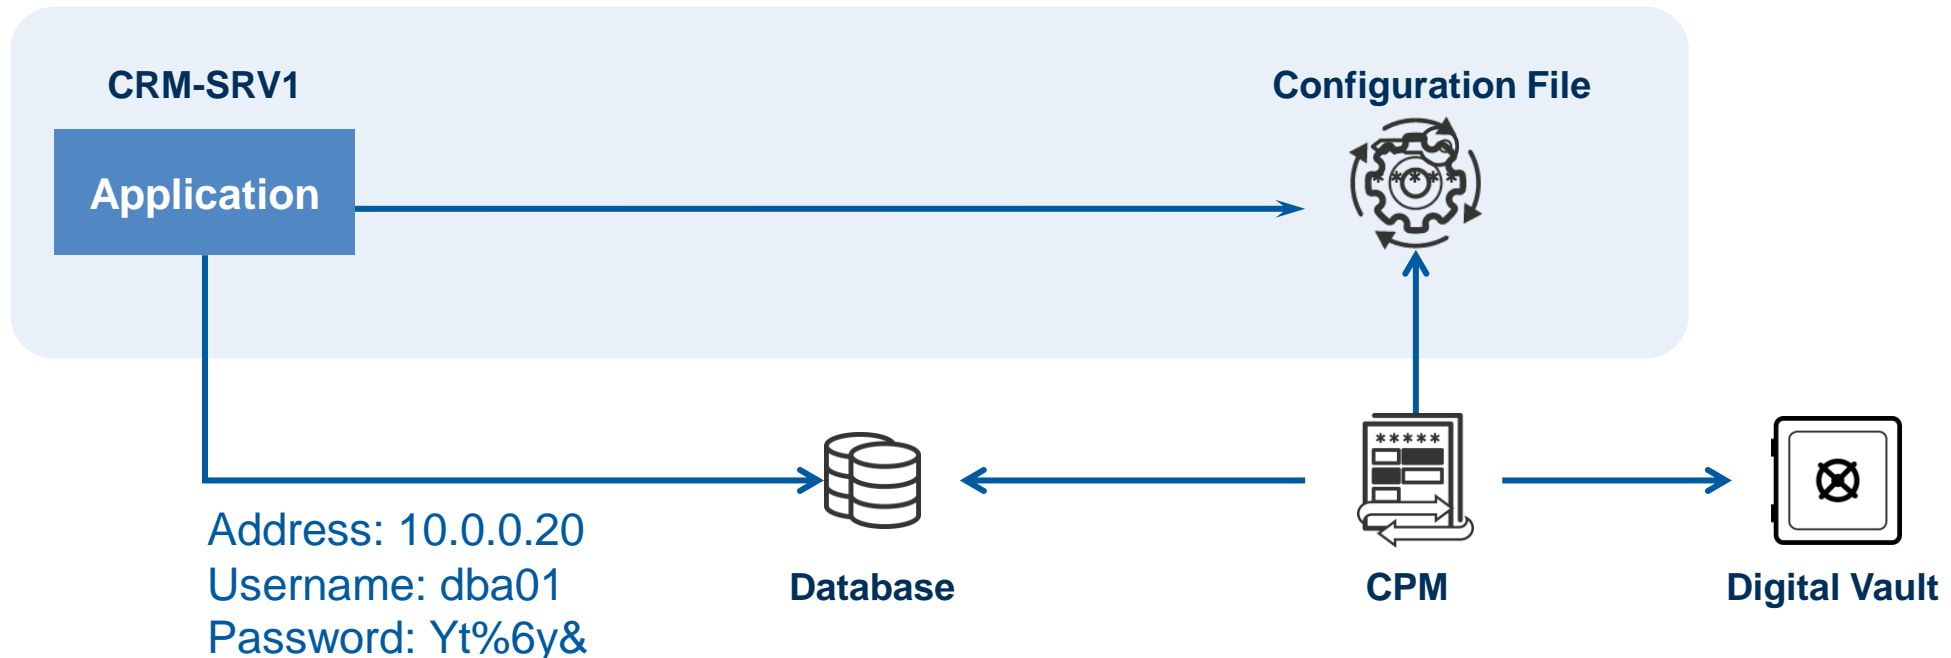 CRM-SRV1
Configuration File
Application
* * * * *
*****
Address: 10.0.0.20
Username: dba01
Password: Yt%6y&
Database
CPM
Digital Vault